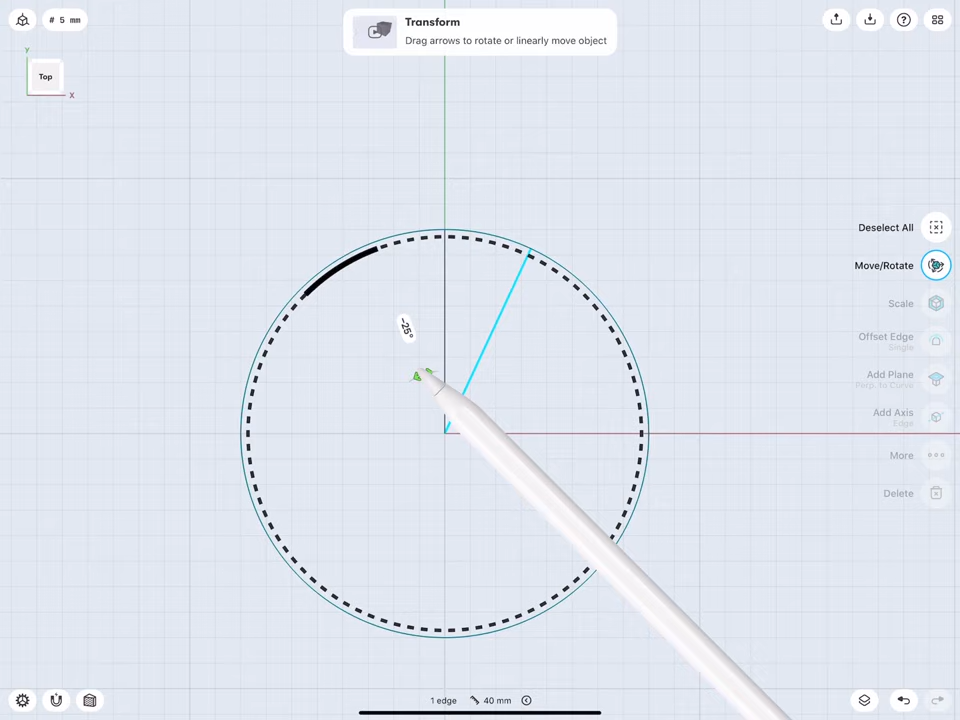 # 5 mm
Transform
Drag arrows to rotate or linearly move object
Y
Top
X
Deselect All
Move/Rotate
Scale
Offset Edge
Single
Add Plane
Perp. to Curve
Add Axis
Edge
More
Delete
-25°
1 edge
40 mm